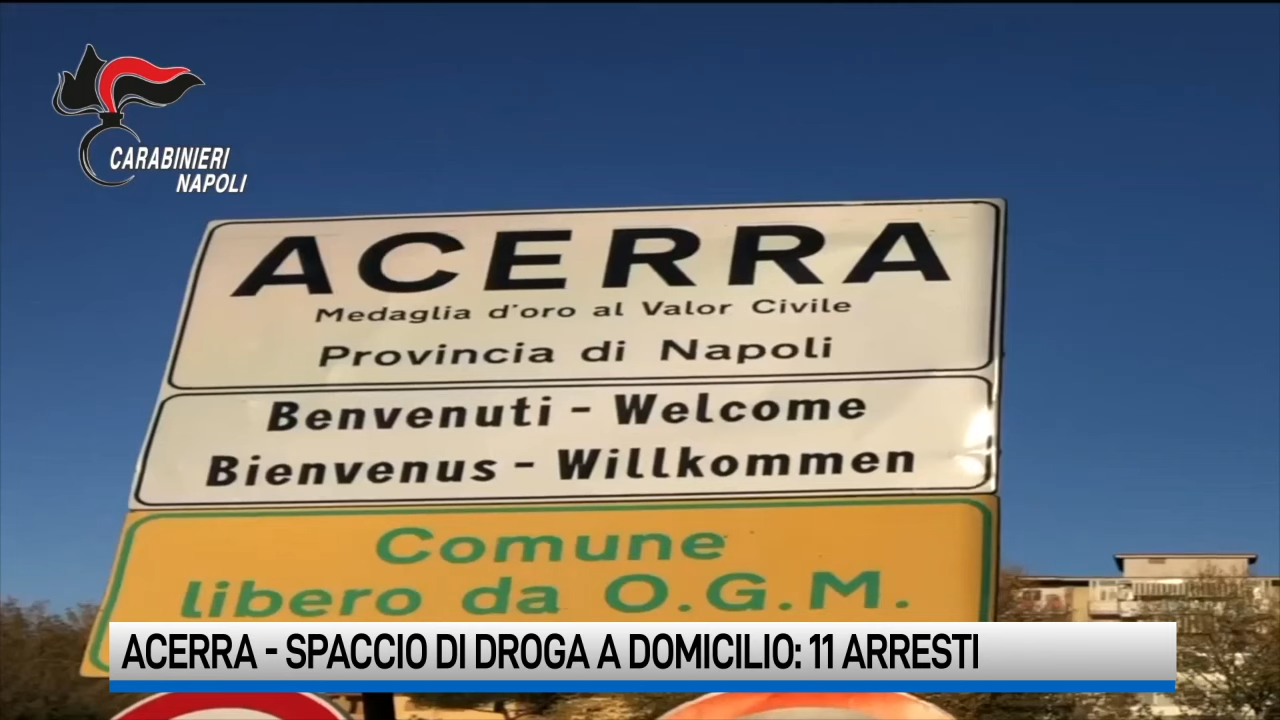 CARABINIERI
NAPOLI
ACERRA
Medaglia d'oro al Valor Civile
Provincia di Napoli
Benvenuti - Welcome
Bienvenus - Willkommen
Comune
libero da O.G.M.
ACERRA - SPACCIO DI DROGA A DOMICILIO: 11 ARRESTI